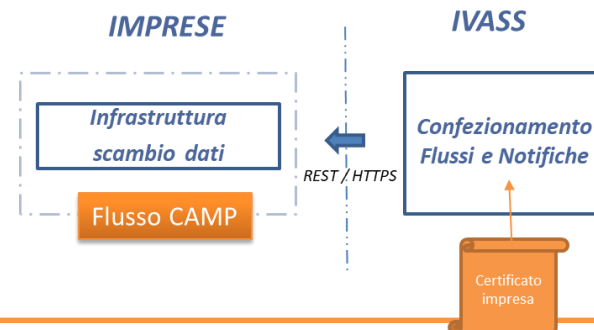 IMPRESE
IVASS
Infrastruttura
scambio dati
REST / HTTPS
Confezionamento
Flussi e Notifiche
Flusso CAMP
Certificato
impresa